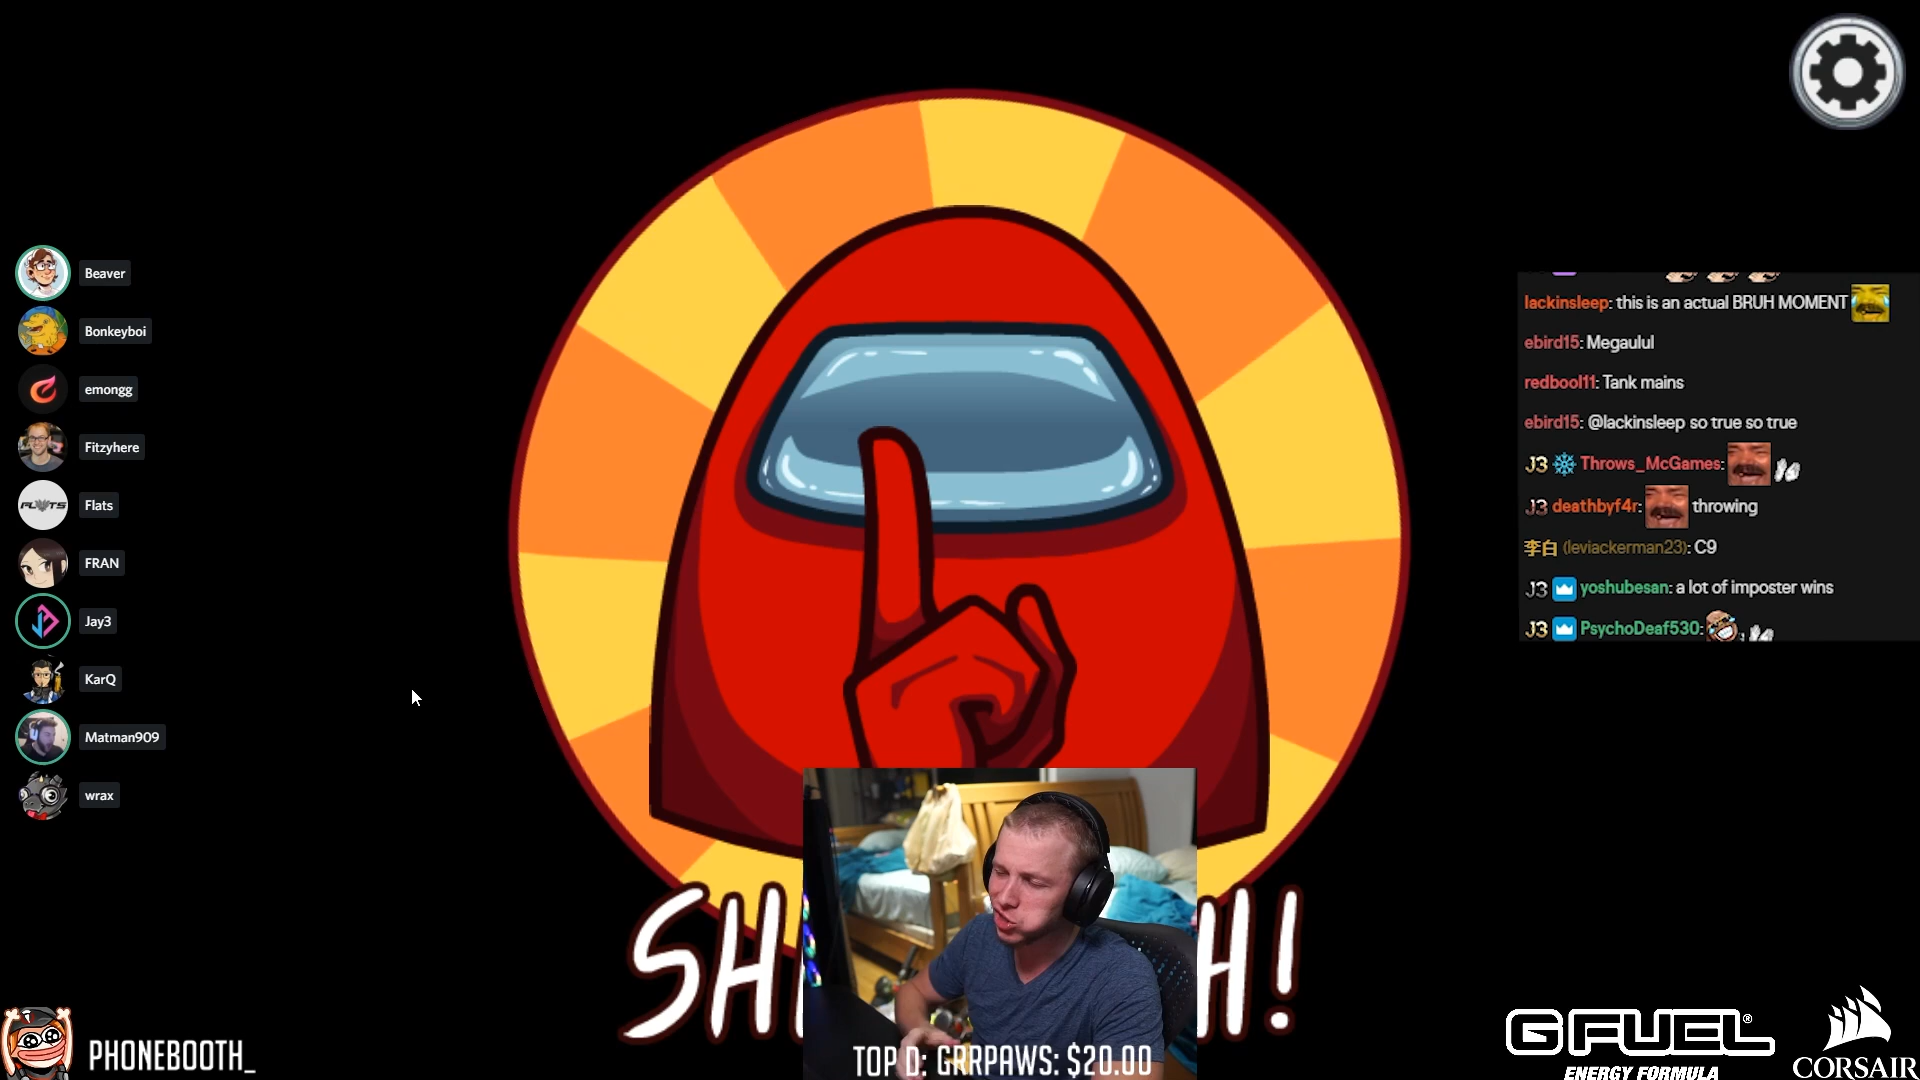 Beaver
Bonkeyboi
emongg
Fitzyhere
FLATS
Flats
FRAN
Jay3
KarQ
Matman909
wrax
lackinsleep: this is an actual BRUH MOMENT
ebird15: Megaulul
redbool11: Tank mains
ebird15: @lackinsleep so true so true
J3 Throws_McGames:
J3 deathbyf4r: throwing
李白 (leviackerman23): C9
J3 yoshubesan: a lot of imposter wins
J3 PsychoDeaf530:
SH H!
TOP D: GRRPAWS: $20.00
PHONEBOOTH_
G FUEL®
ENERGY FORMULA
CORSAIR